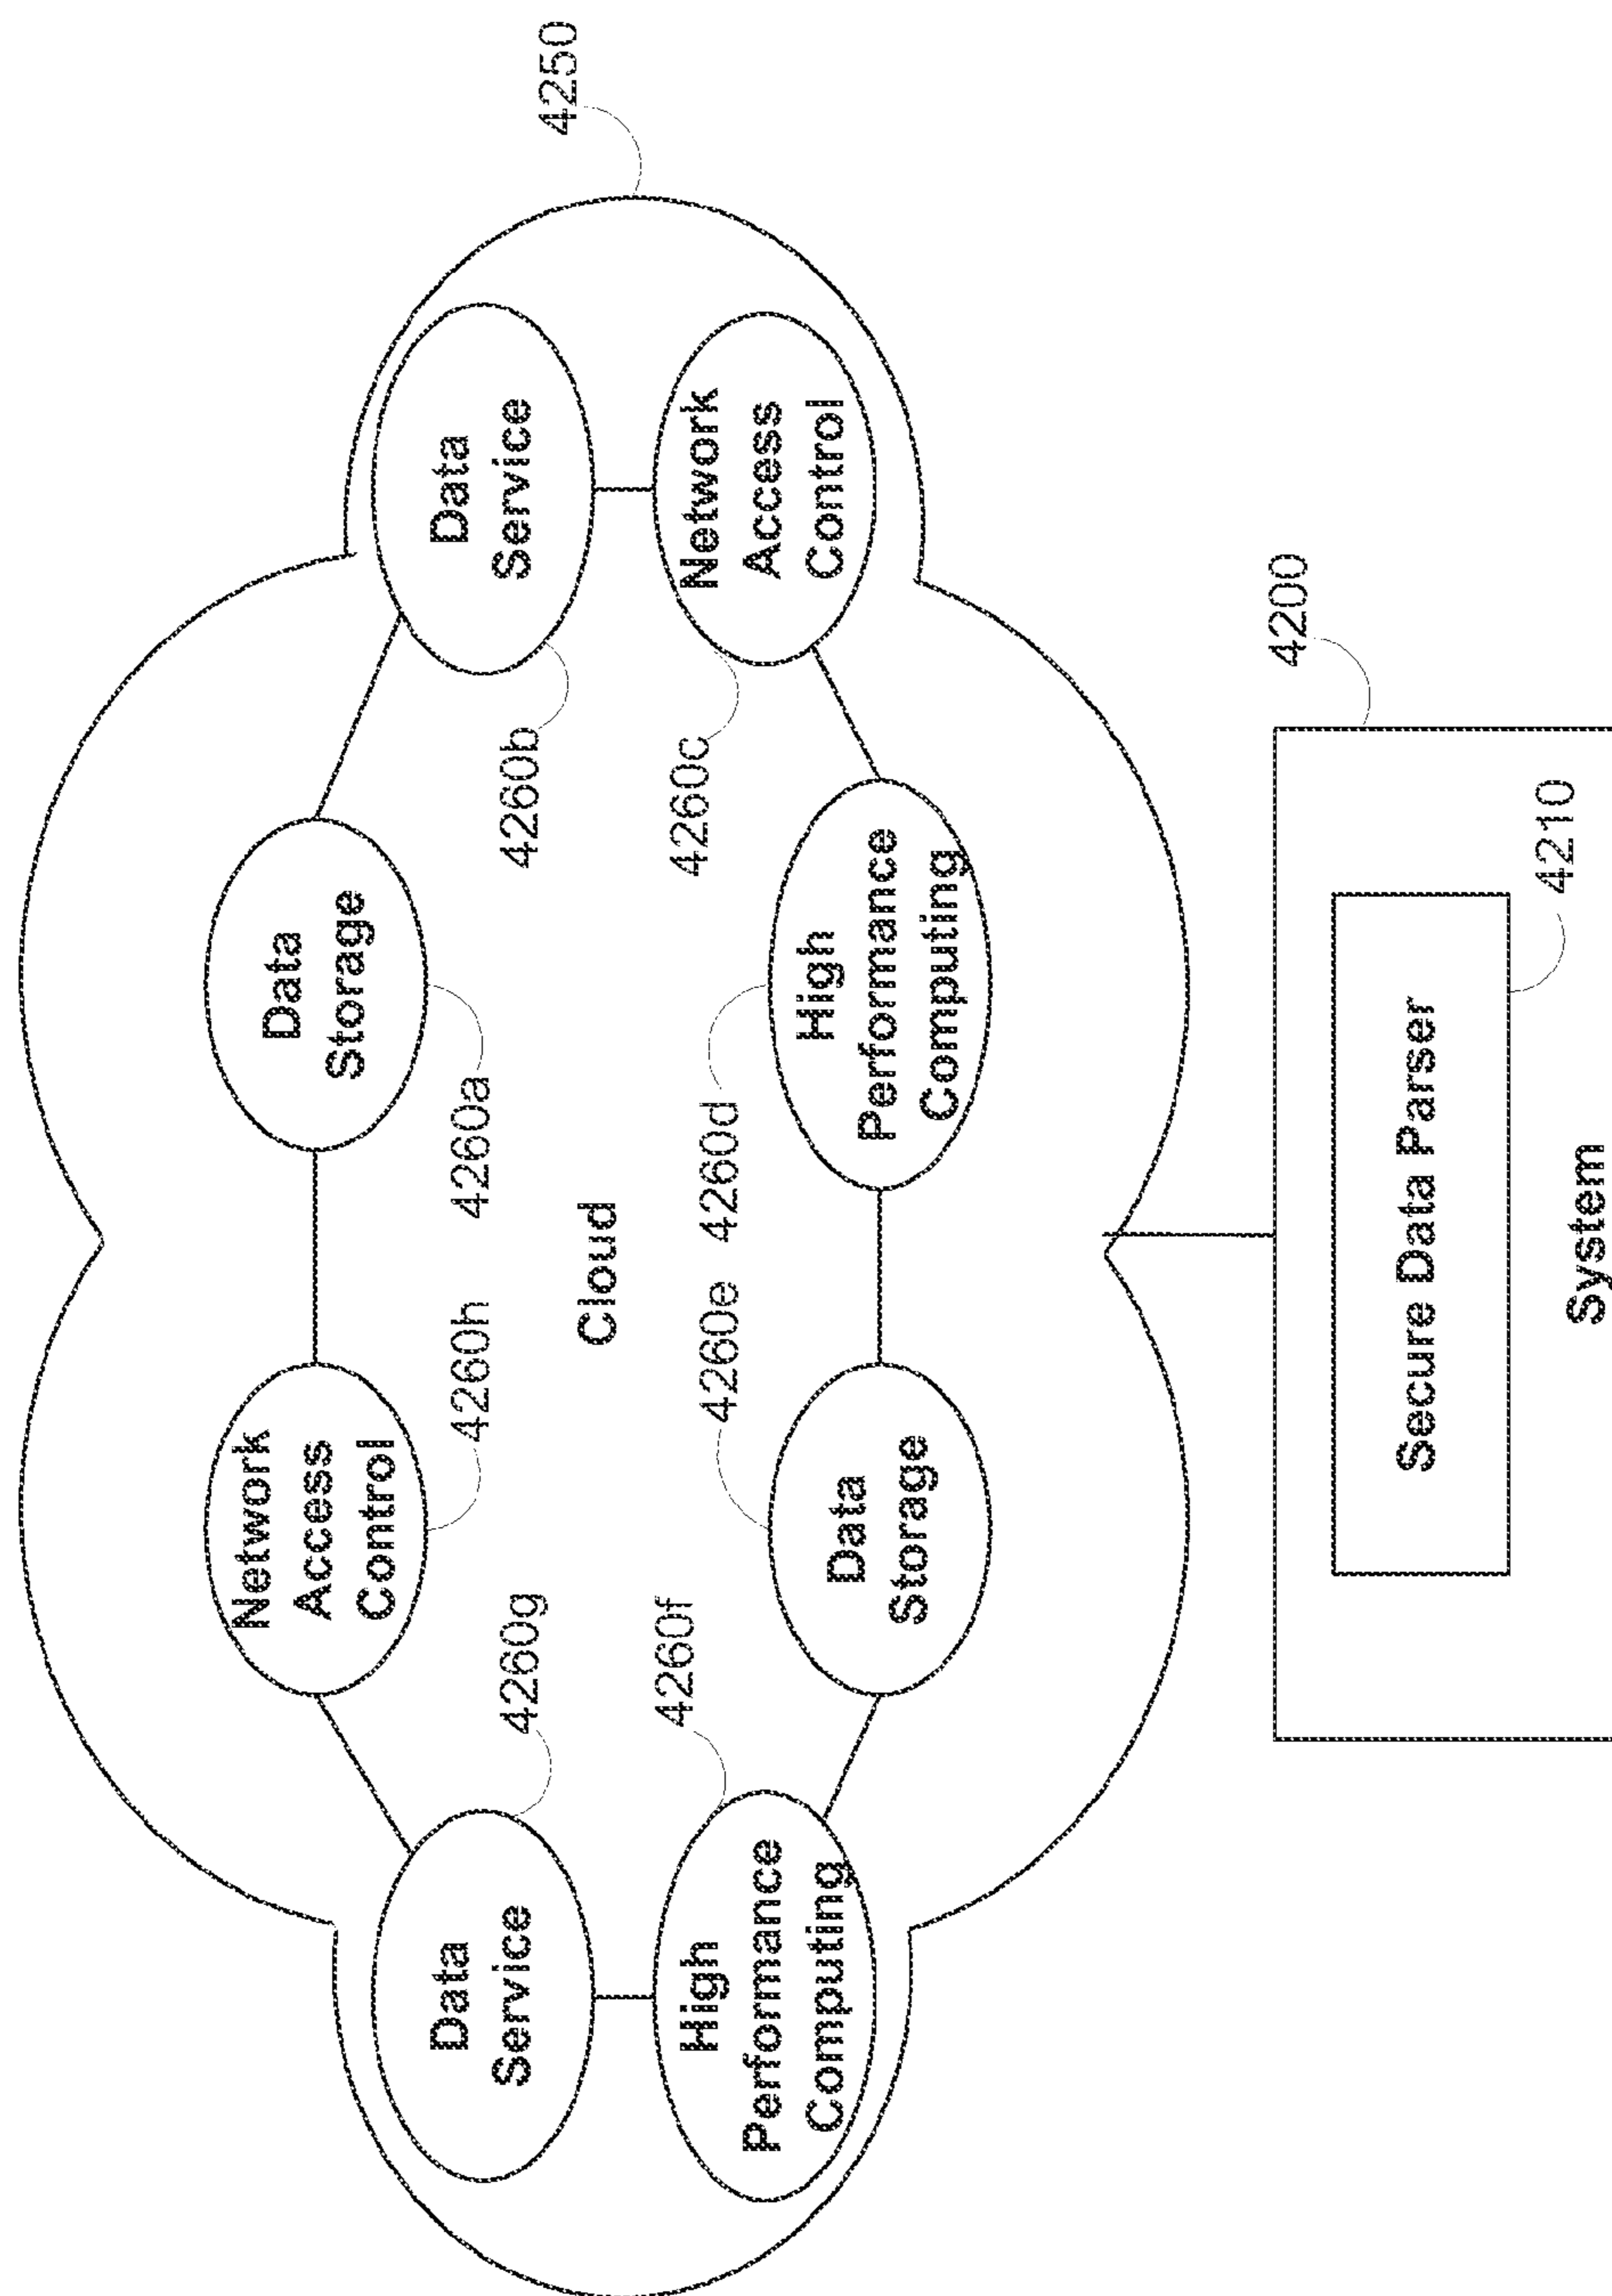 4250
Network
Access
Control
Data
Storage
4260h
4260a
Data
Service
Data
Service
4260g
4260b
Cloud
4260f
4260e
4260d
4260c
High
Performance
Computing
Network
Access
Control
Data
Storage
High
Performance
Computing
4200
Secure Data Parser
4210
System